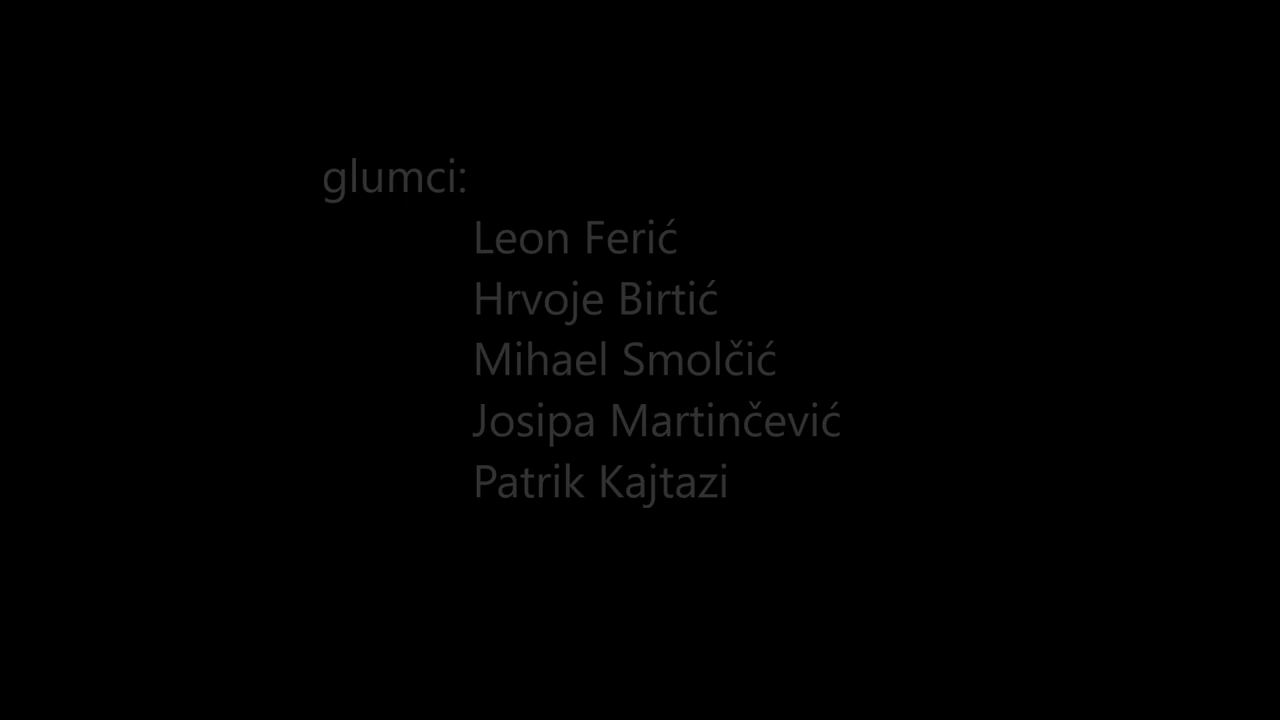 glumci:
Leon Ferić
Hrvoje Birtić
Mihael Smolčić
Josipa Martinčević
Patrik Kajtazi